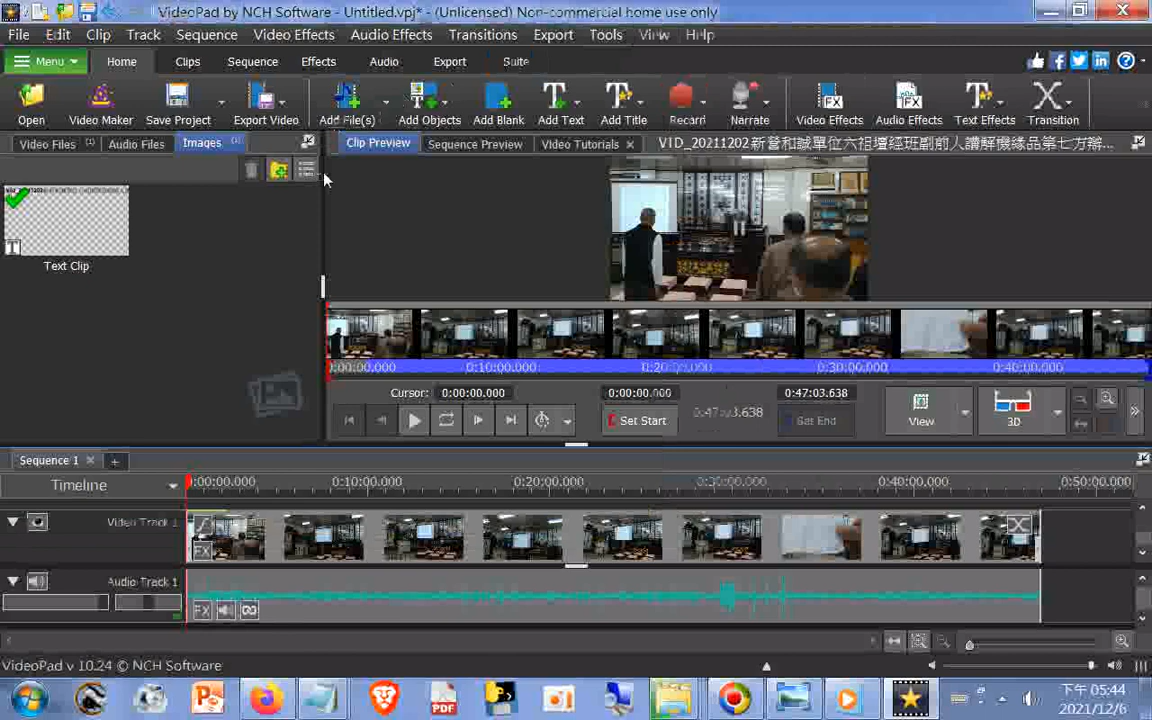 VideoPad by NCH Software - Untitled.vpj* - (Unlicensed) Non-commercial home use only
File Edit Clip Track Sequence Video Effects Audio Effects Transitions Export Tools View Help
Menu Home Clips Sequence Effects Audio Export Suite
Open Video Maker Save Project Export Video Add File(s) Add Objects Add Blank Add Text Add Title Record Narrate Video Effects Audio Effects Text Effects Transition
Video Files (1) Audio Files Images (1) Clip Preview Sequence Preview Video Tutorials VID_20211202新營和誠單位六祖壇經班副前人講解機緣品第七方辯...
Text Clip
0:00:00.000 0:10:00.000 0:20:00.000 0:30:00.000 0:40:00.000
Cursor: 0:00:00.000 0:00:00.000 0:47:03.638
Set Start 0:47:03.638 Set End View 3D
Sequence 1
Timeline 0:00:00.000 0:10:00.000 0:20:00.000 0:30:00.000 0:40:00.000 0:50:00.000
Video Track 1
FX
Audio Track 1
FX
VideoPad v 10.24 © NCH Software
PDF
下午 05:44
2021/12/6